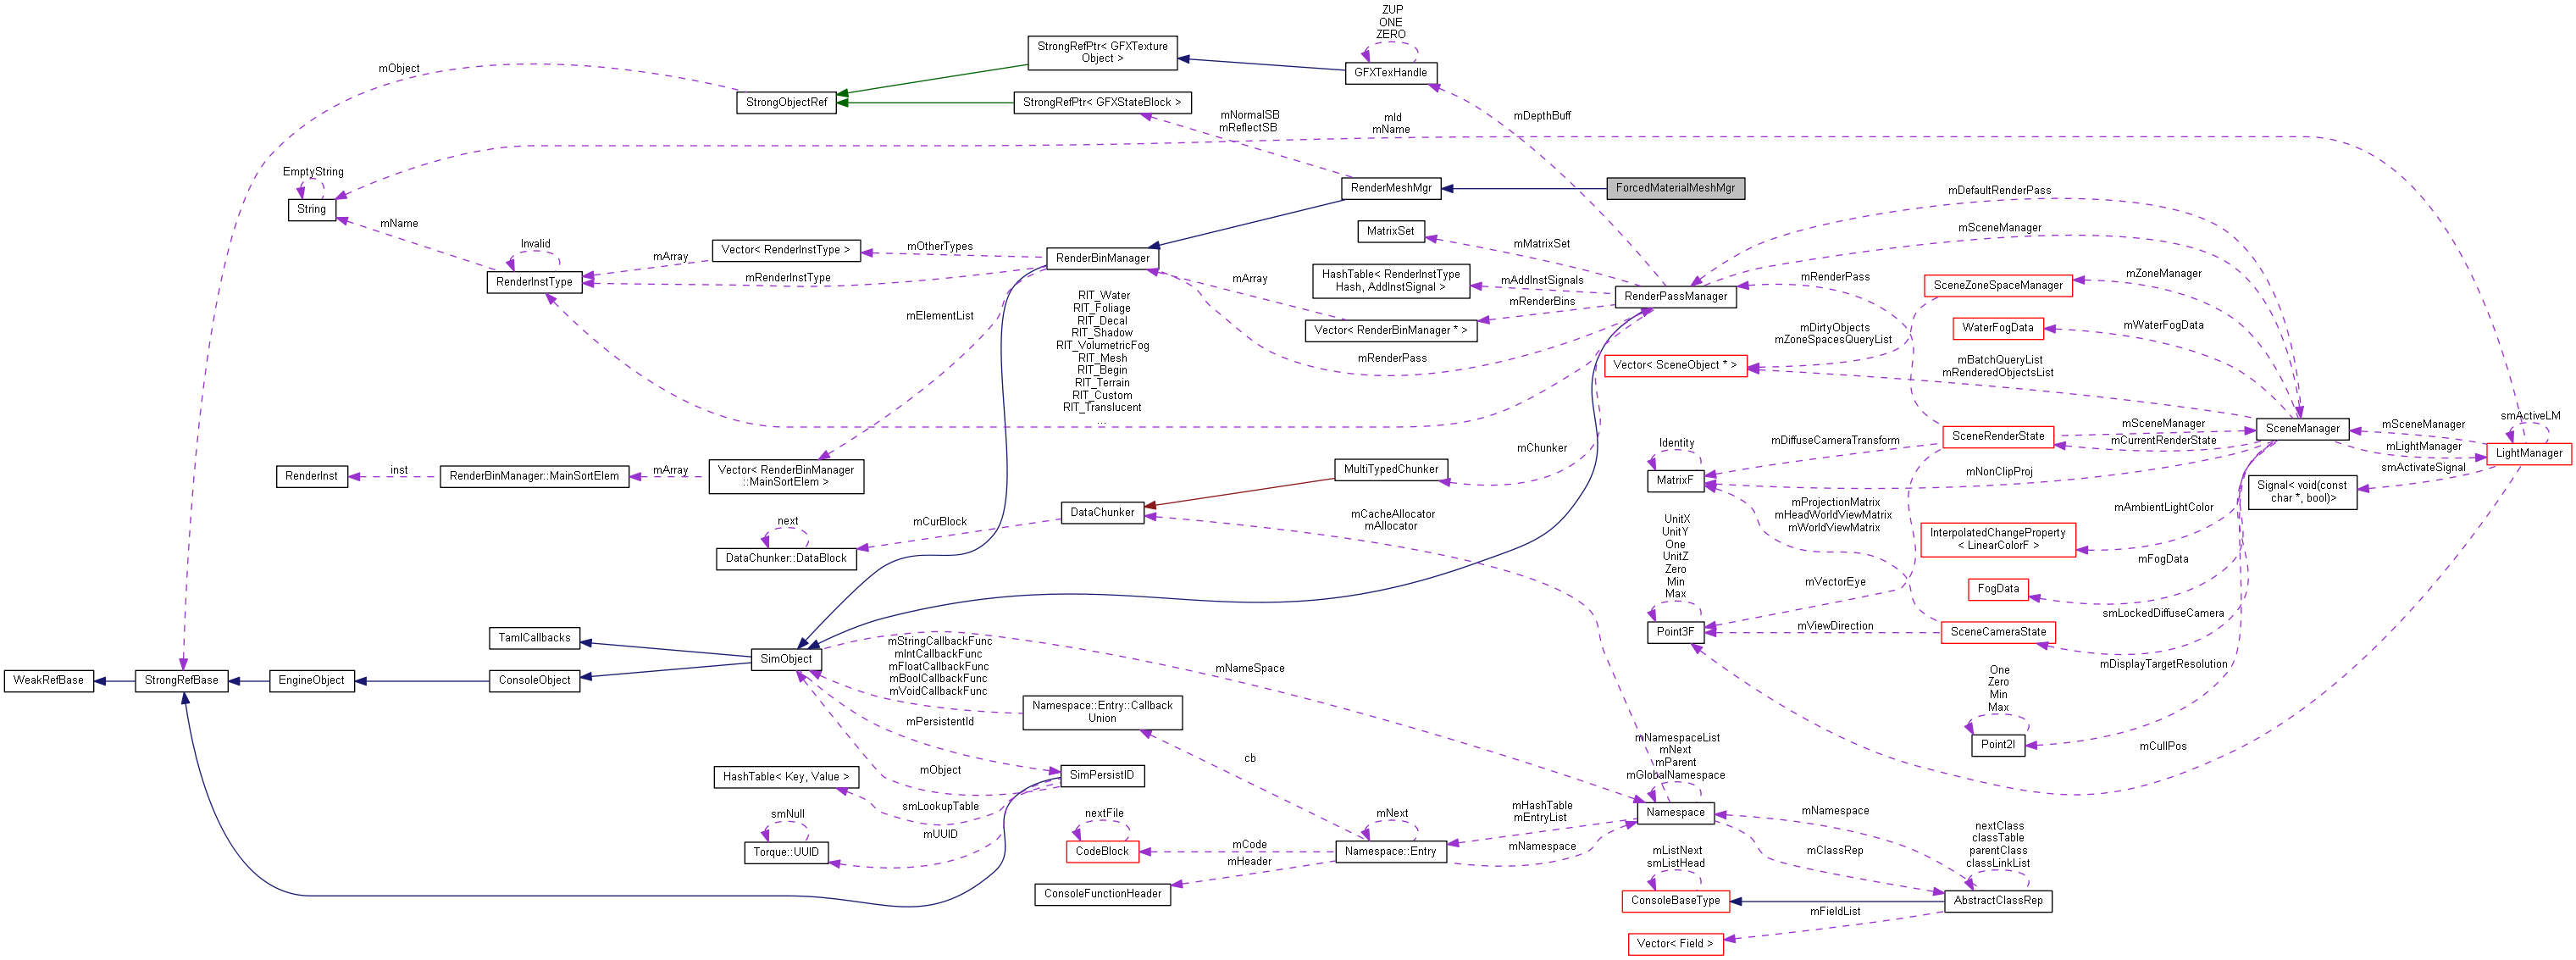 ZUP
ONE
ZERO
StrongRefPtr< GFXTexture
Object >
mObject
GFXTexHandle
StrongObjectRef
StrongRefPtr< GFXStateBlock >
mNormalSB
mReflectSB
mId
mName
mDepthBuff
EmptyString
String
RenderMeshMgr
ForcedMaterialMeshMgr
mDefaultRenderPass
mName
MatrixSet
mSceneManager
Invalid
mOtherTypes
Vector< RenderInstType >
mArray
RenderBinManager
mMatrixSet
RenderInstType
mRenderInstType
mArray
HashTable< RenderInstType
Hash, AddInstSignal >
mAddInstSignals
RenderPassManager
mRenderPass
mZoneManager
SceneZoneSpaceManager
mRenderBins
Vector< RenderBinManager * >
mElementList
RIT_Water
RIT_Foliage
RIT_Decal
RIT_Shadow
RIT_VolumetricFog
RIT_Mesh
RIT_Begin
RIT_Terrain
RIT_Custom
RIT_Translucent
...
mRenderPass
mDirtyObjects
mZoneSpacesQueryList
WaterFogData
mWaterFogData
Vector< SceneObject * >
mBatchQueryList
mRenderedObjectsList
smActiveLM
SceneRenderState
mSceneManager
mCurrentRenderState
SceneManager
mSceneManager
mLightManager
LightManager
mDiffuseCameraTransform
Identity
MatrixF
mNonClipProj
smActivateSignal
Signal< void(const
char *, bool)>
mChunker
MultiTypedChunker
RenderInst
inst
RenderBinManager::MainSortElem
mArray
Vector< RenderBinManager
::MainSortElem >
DataChunker
mCurBlock
next
DataChunker::DataBlock
mCacheAllocator
mAllocator
mProjectionMatrix
mHeadWorldViewMatrix
mWorldViewMatrix
mAmbientLightColor
InterpolatedChangeProperty
< LinearColorF >
UnitX
UnitY
One
UnitZ
Zero
Min
Max
Point3F
mVectorEye
FogData
mFogData
smLockedDiffuseCamera
mViewDirection
SceneCameraState
TamlCallbacks
SimObject
mStringCallbackFunc
mIntCallbackFunc
mFloatCallbackFunc
mBoolCallbackFunc
mVoidCallbackFunc
mNameSpace
WeakRefBase
StrongRefBase
EngineObject
ConsoleObject
mDisplayTargetResolution
One
Zero
Min
Max
Point2I
mCullPos
mPersistentId
Namespace::Entry::Callback
Union
cb
mNamespaceList
mNext
mParent
mGlobalNamespace
HashTable< Key, Value >
mObject
SimPersistID
smLookupTable
mUUID
smNull
Torque::UUID
nextFile
CodeBlock
mCode
mHeader
ConsoleFunctionHeader
mNext
Namespace::Entry
mHashTable
mEntryList
mNamespace
Namespace
mNamespace
mClassRep
nextClass
classTable
parentClass
classLinkList
AbstractClassRep
mListNext
smListHead
ConsoleBaseType
mFieldList
Vector< Field >